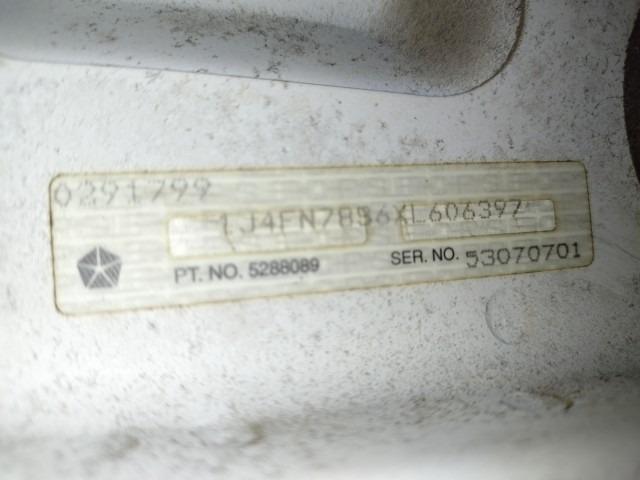 0291799
1J4FN78S6XL606397
PT. NO. 5288089 SER. NO. 53070701